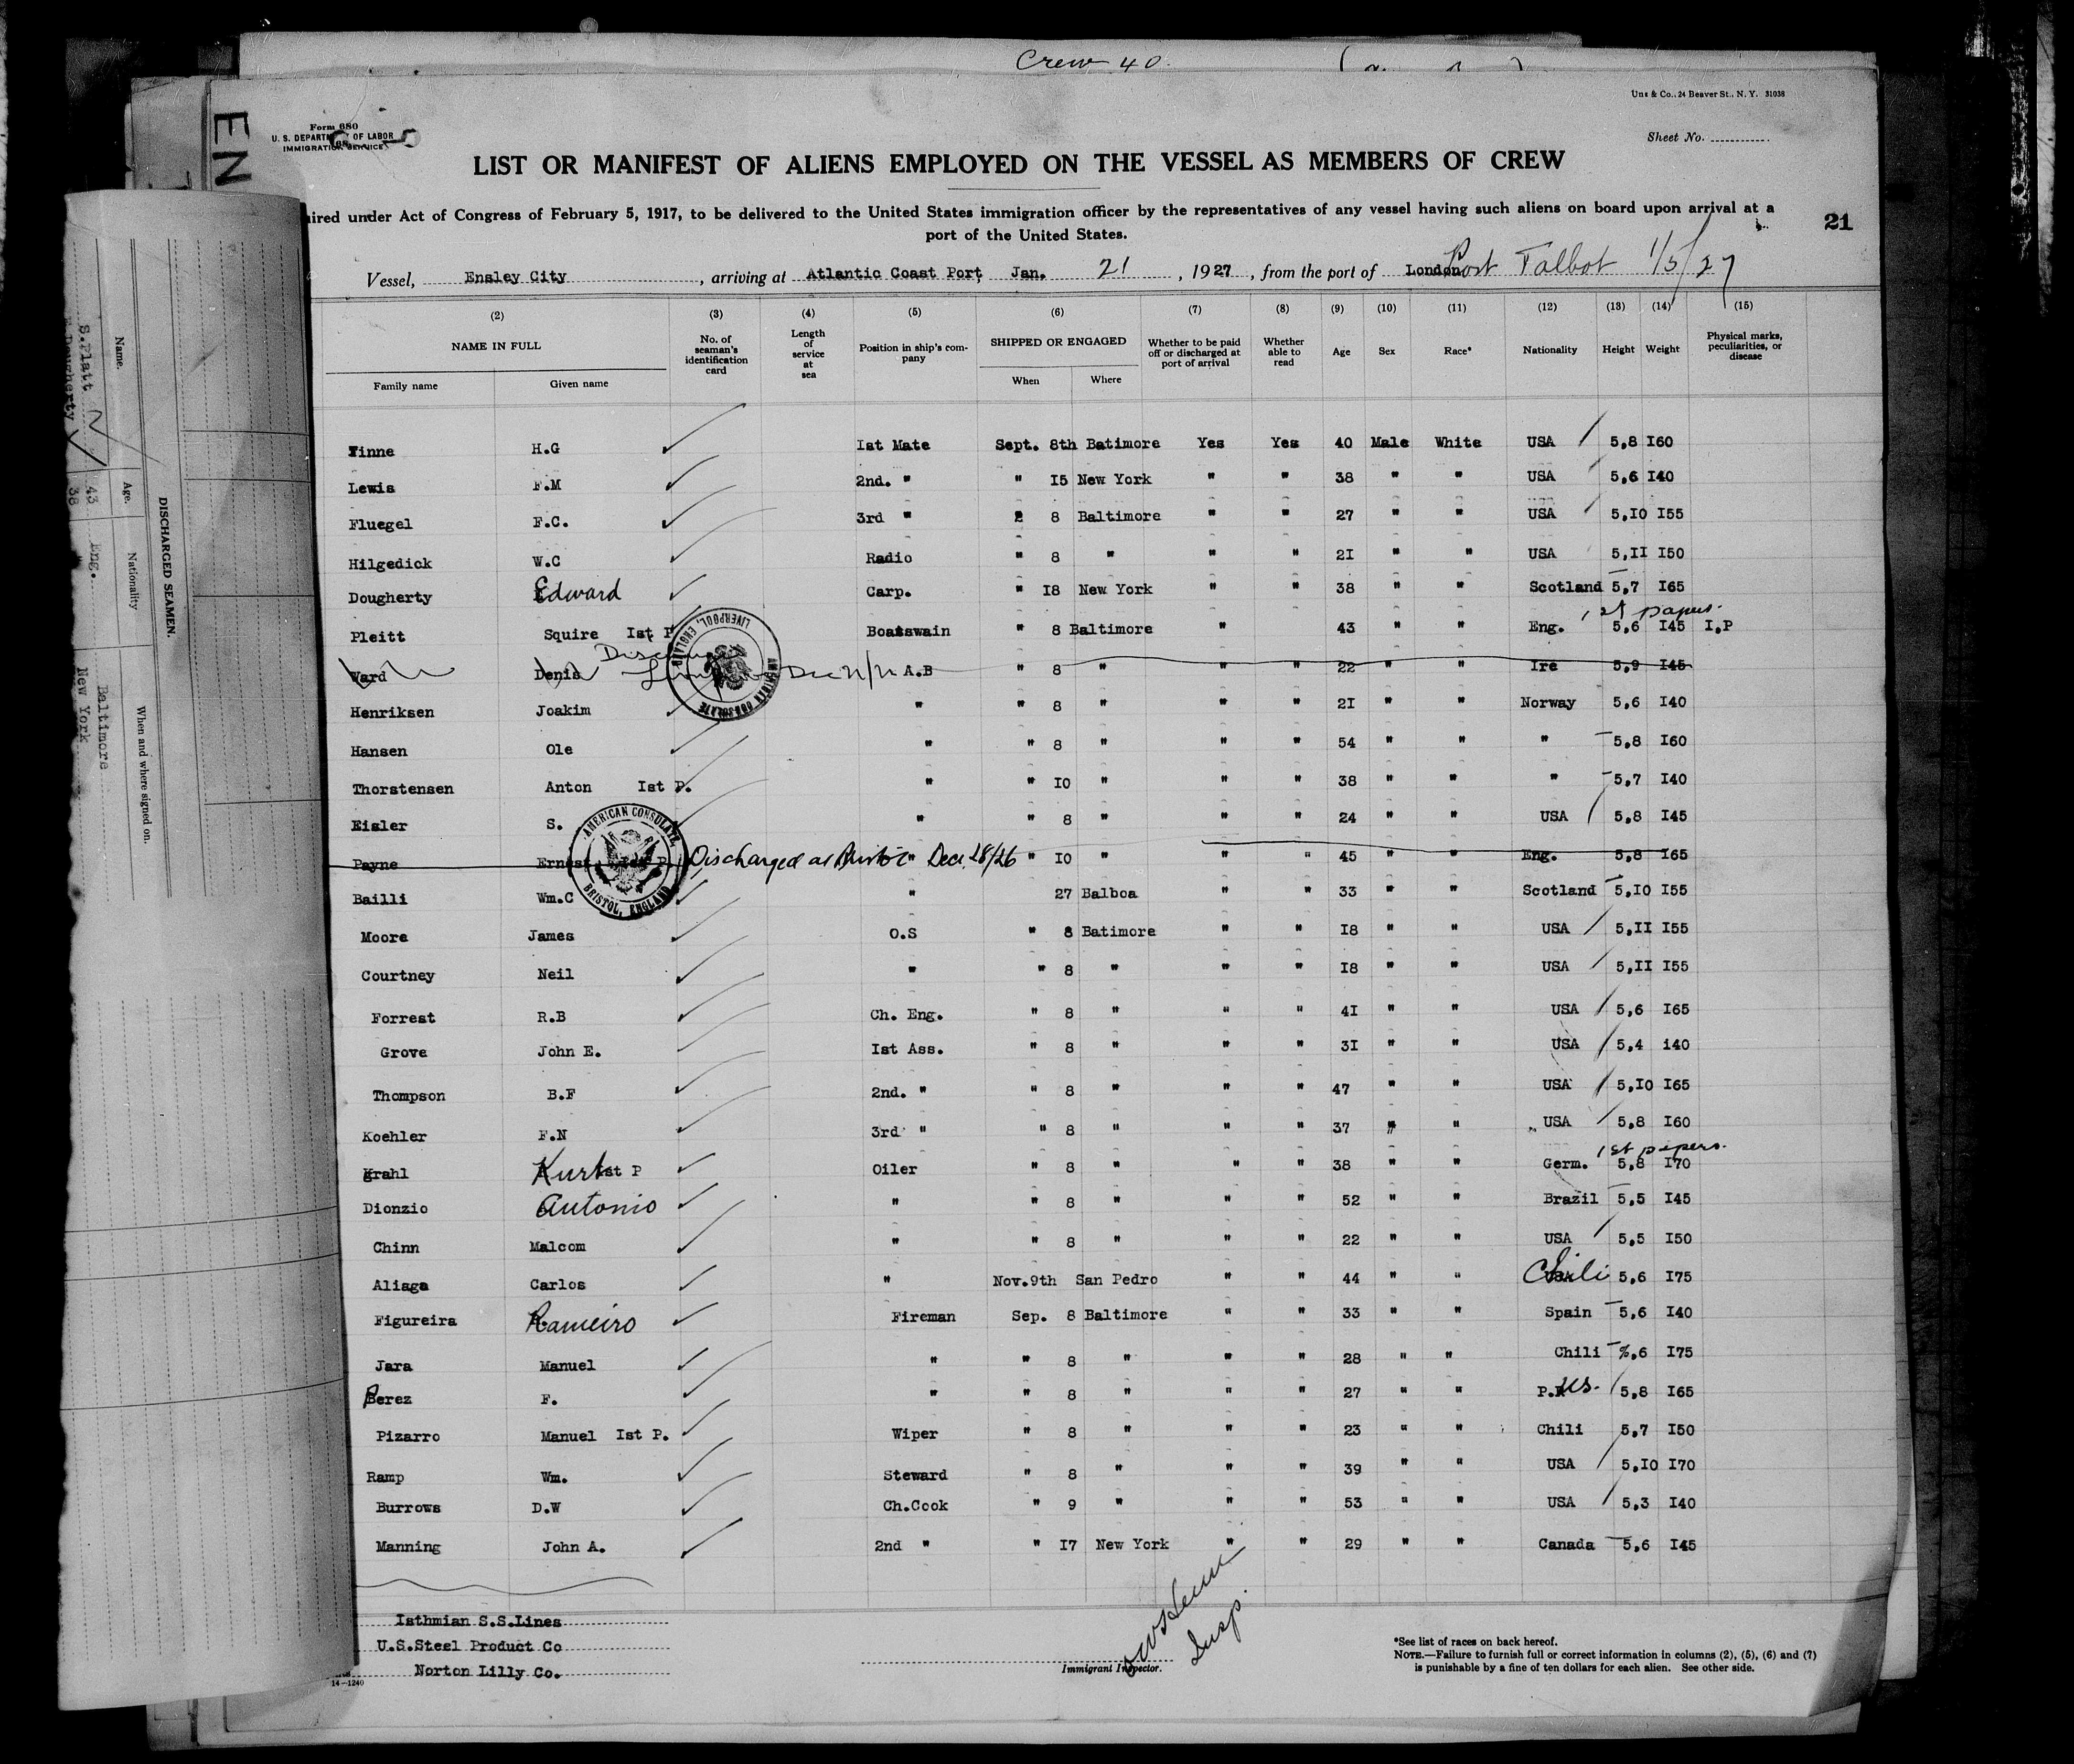 Crew 40
Uns & Co., 24 Beaver St., N. Y. 31038
Form 680
U. S. DEPARTMENT OF LABOR
IMMIGRATION SERVICE
Sheet No.
EN
LIST OR MANIFEST OF ALIENS EMPLOYED ON THE VESSEL AS MEMBERS OF CREW
ired under Act of Congress of February 5, 1917, to be delivered to the United States immigration officer by the representatives of any vessel having such aliens on board upon arrival at a
port of the United States.
21
Vessel, Ensley City, arriving at Atlantic Coast Port, Jan. 21, 1927, from the port of London Port Talbot 1/5/27
(2) (3) (4) (5) (6) (7) (8) (9) (10) (11) (12) (13) (14) (15)
NAME IN FULL No. of seaman's identification card Length of service at sea Position in ship's company SHIPPED OR ENGAGED Whether to be paid off or discharged at port of arrival Whether able to read Age Sex Race* Nationality Height Weight Physical marks, peculiarities, or disease
Family name Given name When Where
Finne H.G Ist Mate Sept. 8th Batimore Yes Yes 40 Male White USA 5,8 I60
Lewis F.M 2nd. " " I5 New York " " 38 " " USA 5,6 I40
Fluegel F.C. 3rd " 8 Baltimore " " 27 " " USA 5,I0 I55
Hilgedick W.C Radio " 8 " " " 2I " " USA 5,II I50
Dougherty Edward Carp. " I8 New York " " 38 " " Scotland 5,7 I65
1st papers.
Pleitt Squire Ist P Boatswain " 8 Baltimore " 43 " " Eng. 5,6 I45 I,P
Ward Denis Dec A.B " 8 " " " 22 " " Ire 5,9 I45
AMERICAN CONSULATE LIVERPOOL, ENGLAND
Henriksen Joakim " " 8 " " " 2I " " Norway 5,6 I40
Hansen Ole " " 8 " " " 54 " " " 5,8 I60
Thorstensen Anton Ist P. " " I0 " " " 38 " " " 5,7 I40
Eisler S. " " 8 " " " 24 " " USA 5,8 I45
AMERICAN CONSULATE BRISTOL, ENGLAND
Payne Ernest Ist P Discharged at Bristol " Dec. 28/26 " I0 " " " 45 " " Eng. 5,8 I65
Bailli Wm.C " 27 Balboa " " 33 " " Scotland 5,I0 I55
Moore James O.S " 8 Batimore " " I8 " " USA 5,II I55
Courtney Neil " " 8 " " " I8 " " USA 5,II I55
Forrest R.B Ch. Eng. " 8 " " " 4I " " USA 5,6 I65
Grove John E. Ist Ass. " 8 " " " 3I " " USA 5,4 i40
Thompson B.F 2nd. " " 8 " " " 47 " " USA 5,I0 I65
Koehler F.N 3rd " " 8 " " " 37 " " USA 5,8 I60
1st papers.
Krahl Kurt Ist P Oiler " 8 " " " 38 " " Germ. 5,8 I70
Dionzio Antonio " " 8 " " " 52 " " Brazil 5,5 I45
Chinn Malcom " " 8 " " " 22 " " USA 5,5 I50
Aliaga Carlos " Nov.9th San Pedro " " 44 " " Chili 5,6 I75
Figureira Rameiro Fireman Sep. 8 Baltimore " " 33 " " Spain 5,6 I40
Jara Manuel " " 8 " " " 28 " " Chili %,6 I75
Perez F. " " 8 " " " 27 " " P.R US. 5,8 I65
Pizarro Manuel Ist P. Wiper " 8 " " " 23 " " Chili 5,7 I50
Ramp Wm. Steward " 8 " " " 39 " " USA 5,I0 I70
Burrows D.W Ch.Cook " 9 " " " 53 " " USA 5,3 I40
Manning John A. 2nd " " I7 New York " " 29 " " Canada 5,6 I45
Isthmian S.S.Lines
U.S.Steel Product Co
Norton Lilly Co.
14-1240
Insp.
Immigrant Inspector.
*See list of races on back hereof.
NOTE.—Failure to furnish full or correct information in columns (2), (5), (6) and (7)
is punishable by a fine of ten dollars for each alien. See other side.
DISCHARGED SEAMEN.
Name. Age. Nationality When and where signed on.
S.Platt 43 Eng. Baltimore
Dougherty 38 " New York